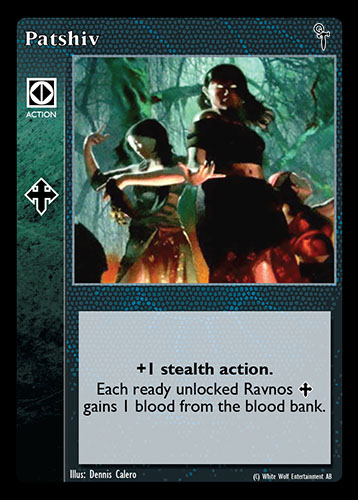 Patshiv
ACTION
+1 stealth action.
Each ready unlocked Ravnos
gains 1 blood from the blood bank.
Illus: Dennis Calero
(C) White Wolf Entertainment AB